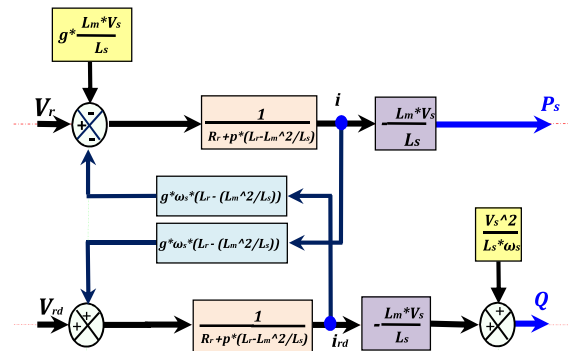 g* Lm*Vs
Ls
Vr
-
+
-
1
Rr+p*(Lr-Lm^2/Ls)
i
- Lm*Vs
Ls
Ps
g*ωs*(Lr - (Lm^2/Ls))
g*ωs*(Lr - (Lm^2/Ls))
Vs^2
Ls*ωs
Vrd
+
+
1
Rr+p*(Lr-Lm^2/Ls)
ird
- Lm*Vs
Ls
+
+
Q